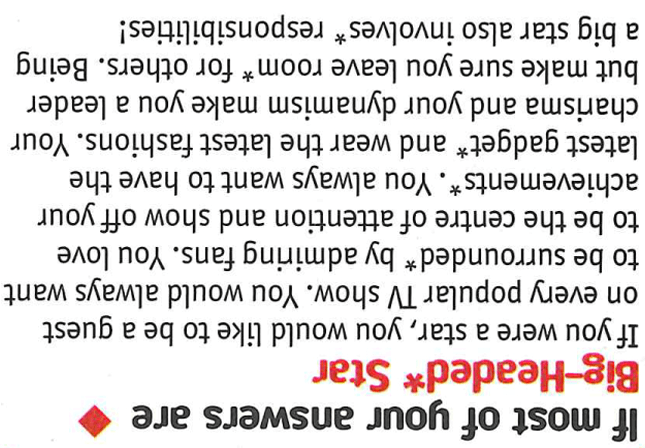 If most of your answers are ◆
Big-Headed* Star
If you were a star, you would like to be a guest
on every popular TV show. You would always want
to be surrounded* by admiring fans. You love
to be the centre of attention and show off your
achievements*. You always want to have the
latest gadget* and wear the latest fashions. Your
charisma and your dynamism make you a leader
but make sure you leave room* for others. Being
a big star also involves* responsibilities!